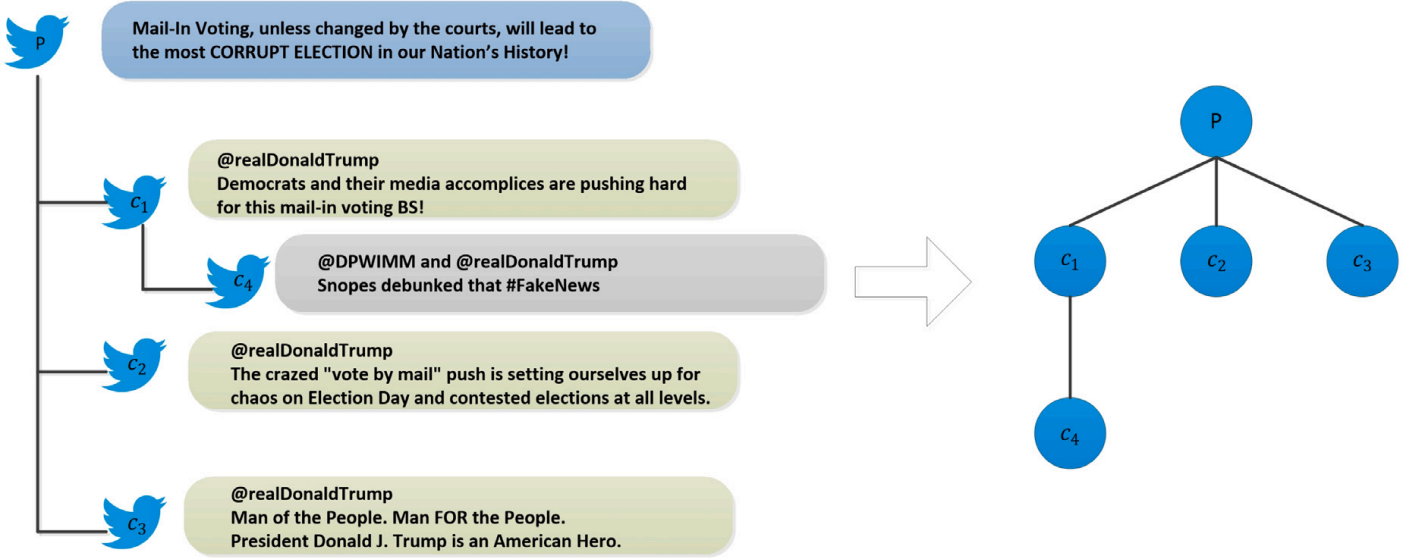 P
Mail-In Voting, unless changed by the courts, will lead to
the most CORRUPT ELECTION in our Nation's History!
c1
@realDonaldTrump
Democrats and their media accomplices are pushing hard
for this mail-in voting BS!
c4
@DPWIMM and @realDonaldTrump
Snopes debunked that #FakeNews
c2
@realDonaldTrump
The crazed "vote by mail" push is setting ourselves up for
chaos on Election Day and contested elections at all levels.
c3
@realDonaldTrump
Man of the People. Man FOR the People.
President Donald J. Trump is an American Hero.
P
c1
c2
c3
c4